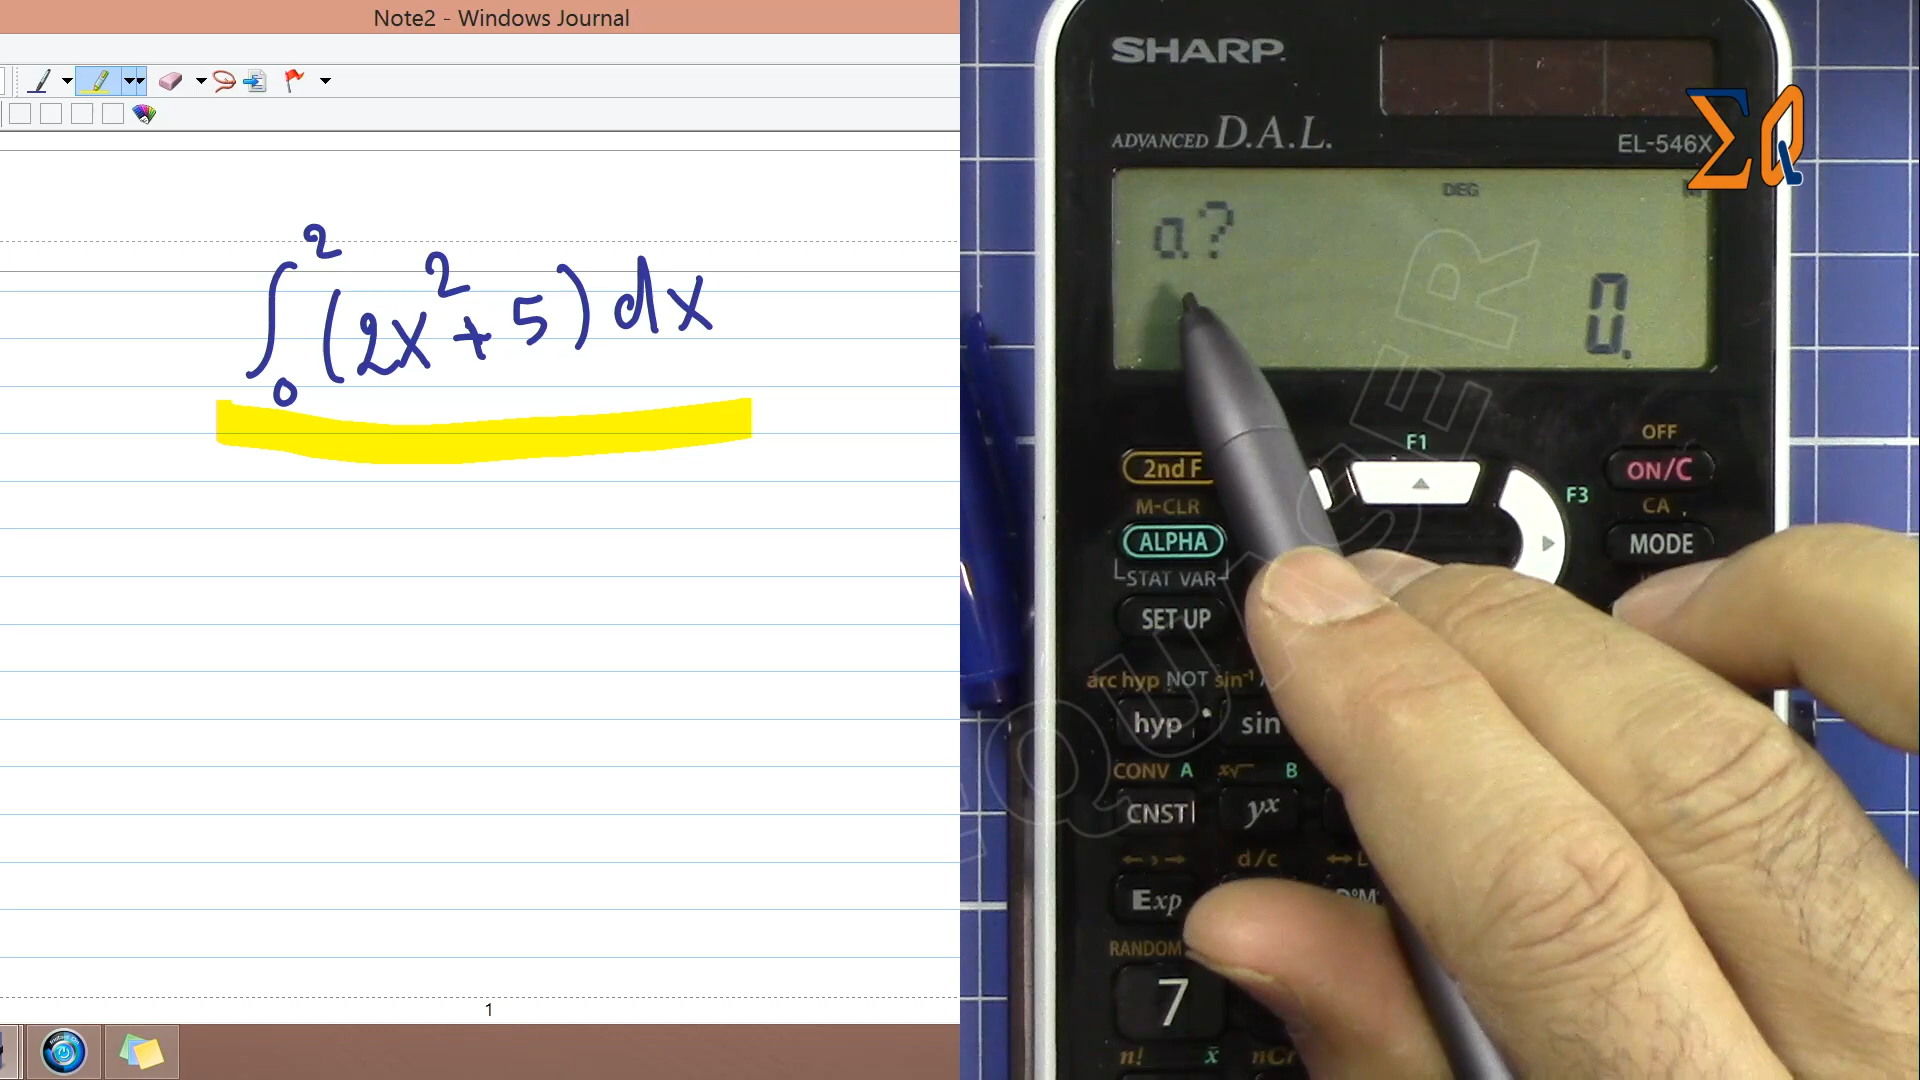 Note2 - Windows Journal
∫₀² (2x² + 5) dx
1
SHARP
ADVANCED D.A.L.
EL-546X
DEG
a?
0.
F1
OFF
2nd F
ON/C
F3
M-CLR
CA
ALPHA
MODE
STAT VAR
SET UP
arc hyp NOT sin⁻¹
hyp sin
CONV A B
CNST yˣ
d/c
Exp D°M
RANDOM
7
n! x̄ nCr
ΣQ
EQUASER